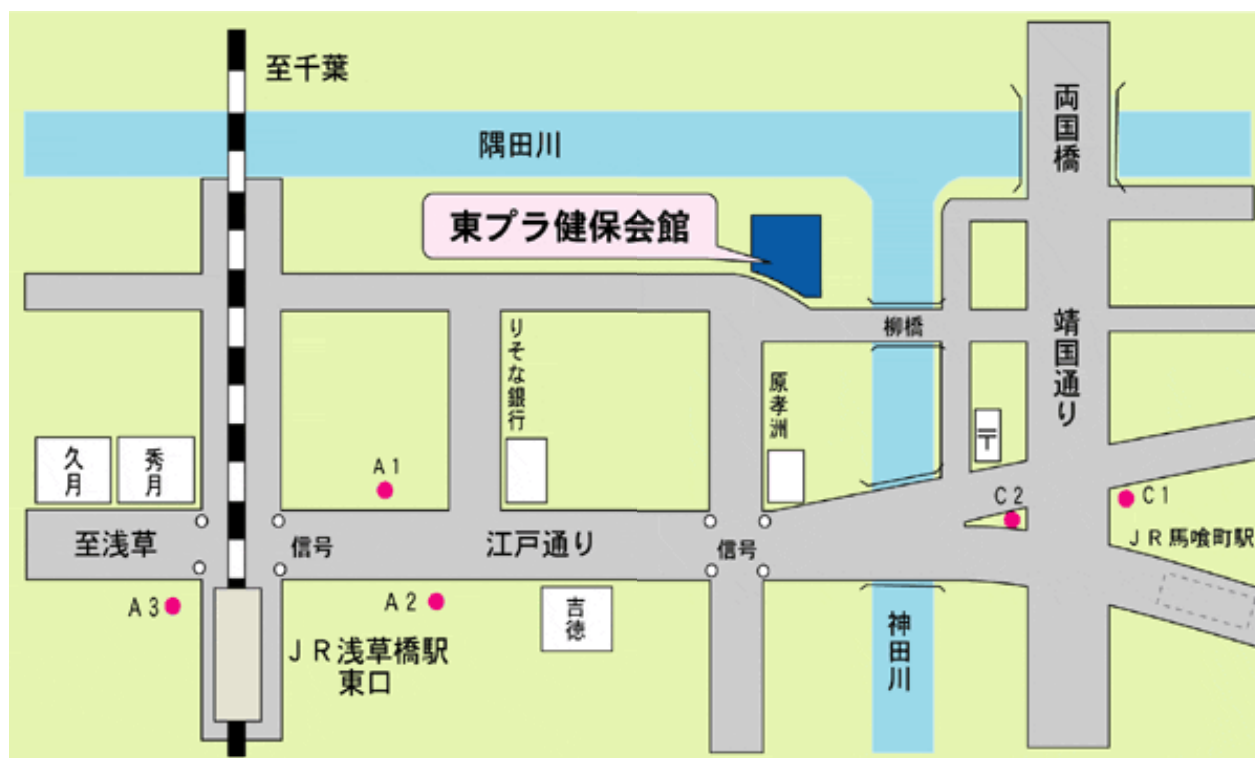 至千葉
隅田川
両国橋
東プラ健保会館
柳橋
靖国通り
りそな銀行
原孝洲
〒
久月
秀月
A1
C2
C1
JR馬喰町駅
至浅草
信号
江戸通り
信号
A3
A2
吉徳
神田川
JR浅草橋駅
東口